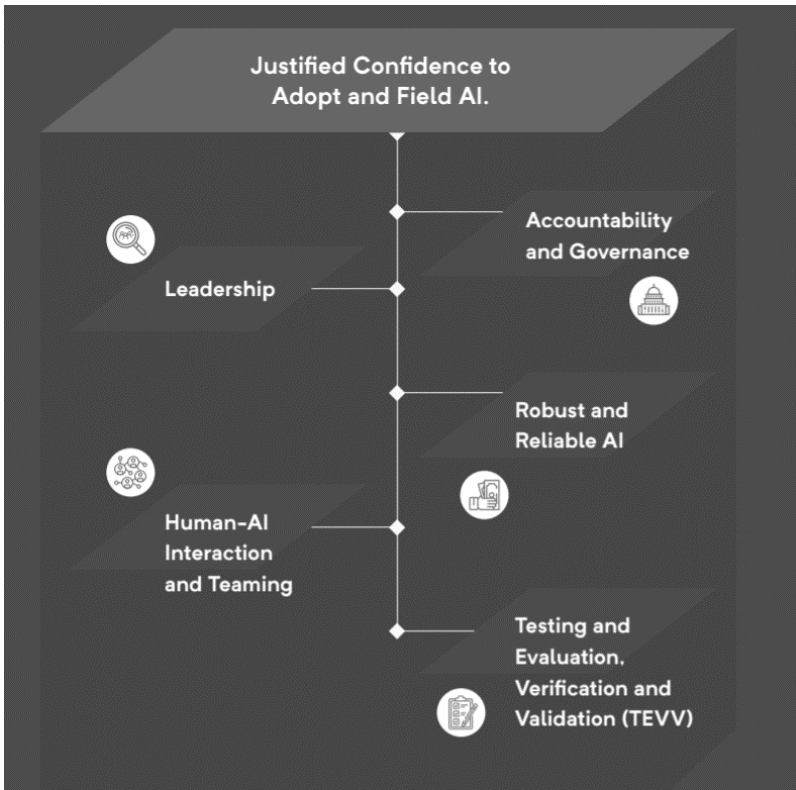 Justified Confidence to
Adopt and Field AI.
Accountability
and Governance
Leadership
Robust and
Reliable AI
Human-AI
Interaction
and Teaming
Testing and
Evaluation,
Verification and
Validation (TEVV)